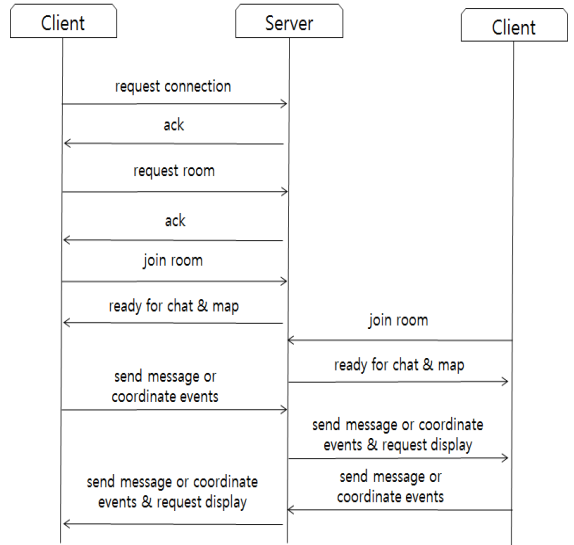 Client
Server
Client
request connection
ack
request room
ack
join room
ready for chat & map
join room
ready for chat & map
send message or
coordinate events
send message or coordinate
events & request display
send message or
coordinate events
send message or coordinate
events & request display